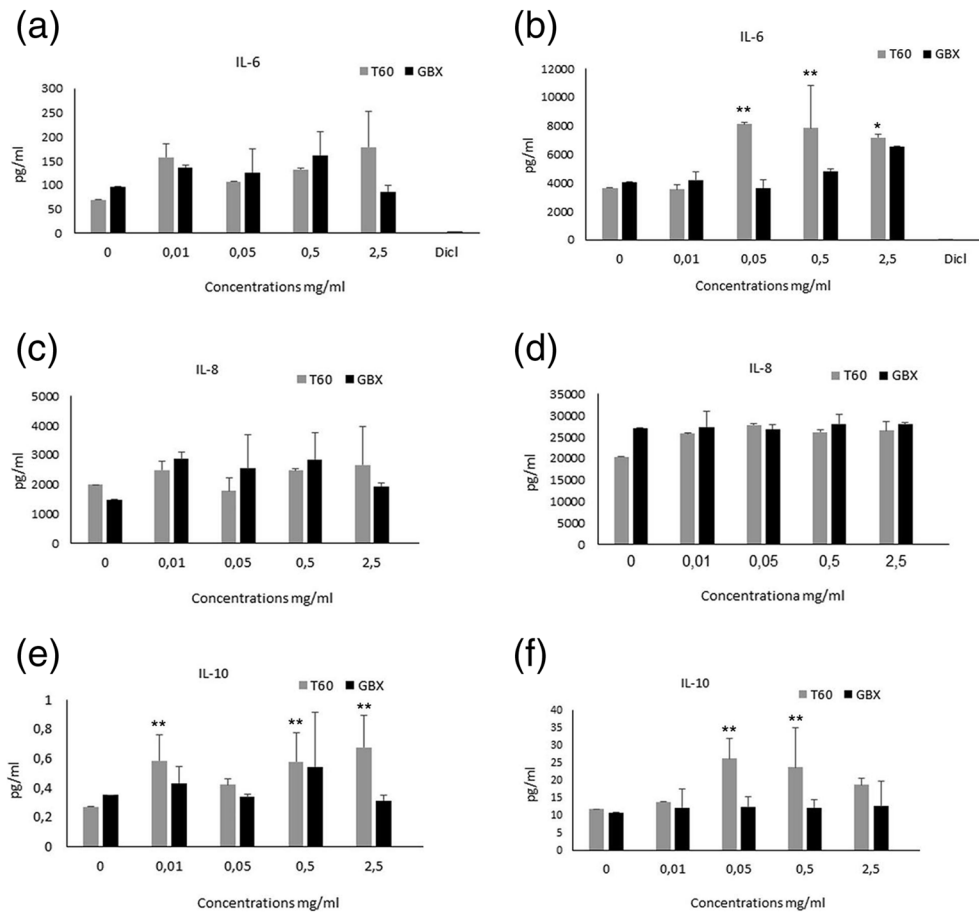 (a)
IL-6
T60 GBX
300
250
200
150
100
50
0
pg/ml
**0 0,01 0,05 0,5 2,5 Dicl
Concentrations mg/ml
(b)
IL-6
T60 GBX
12000
10000
8000
6000
4000
2000
0
pg/ml
** ** *
0 0,01 0,05 0,5 2,5 Dicl
Concentrations mg/ml
(c)
IL-8
T60 GBX
5000
4000
3000
2000
1000
0
pg/ml
0 0,01 0,05 0,5 2,5
Concentrations mg/ml
(d)
IL-8
T60 GBX
35000
30000
25000
20000
15000
10000
5000
0
pg/ml
0 0,01 0,05 0,5 2,5
Concentrationa mg/ml
(e)
IL-10
T60 GBX
1
0,8
0,6
0,4
0,2
0
pg/ml
** ** **
0 0,01 0,05 0,5 2,5
Concentrations mg/ml
(f)
IL-10
T60 GBX
40
35
30
25
20
15
10
5
0
pg/ml
** **
0 0,01 0,05 0,5 2,5
Concentrations mg/ml